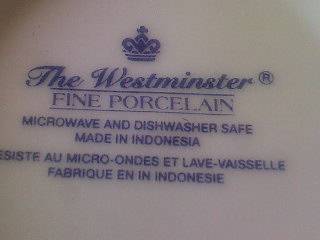 The Westminster ®
FINE PORCELAIN
MICROWAVE AND DISHWASHER SAFE
MADE IN INDONESIA
ESISTE AU MICRO-ONDES ET LAVE-VAISSELLE
FABRIQUE EN IN INDONESIE